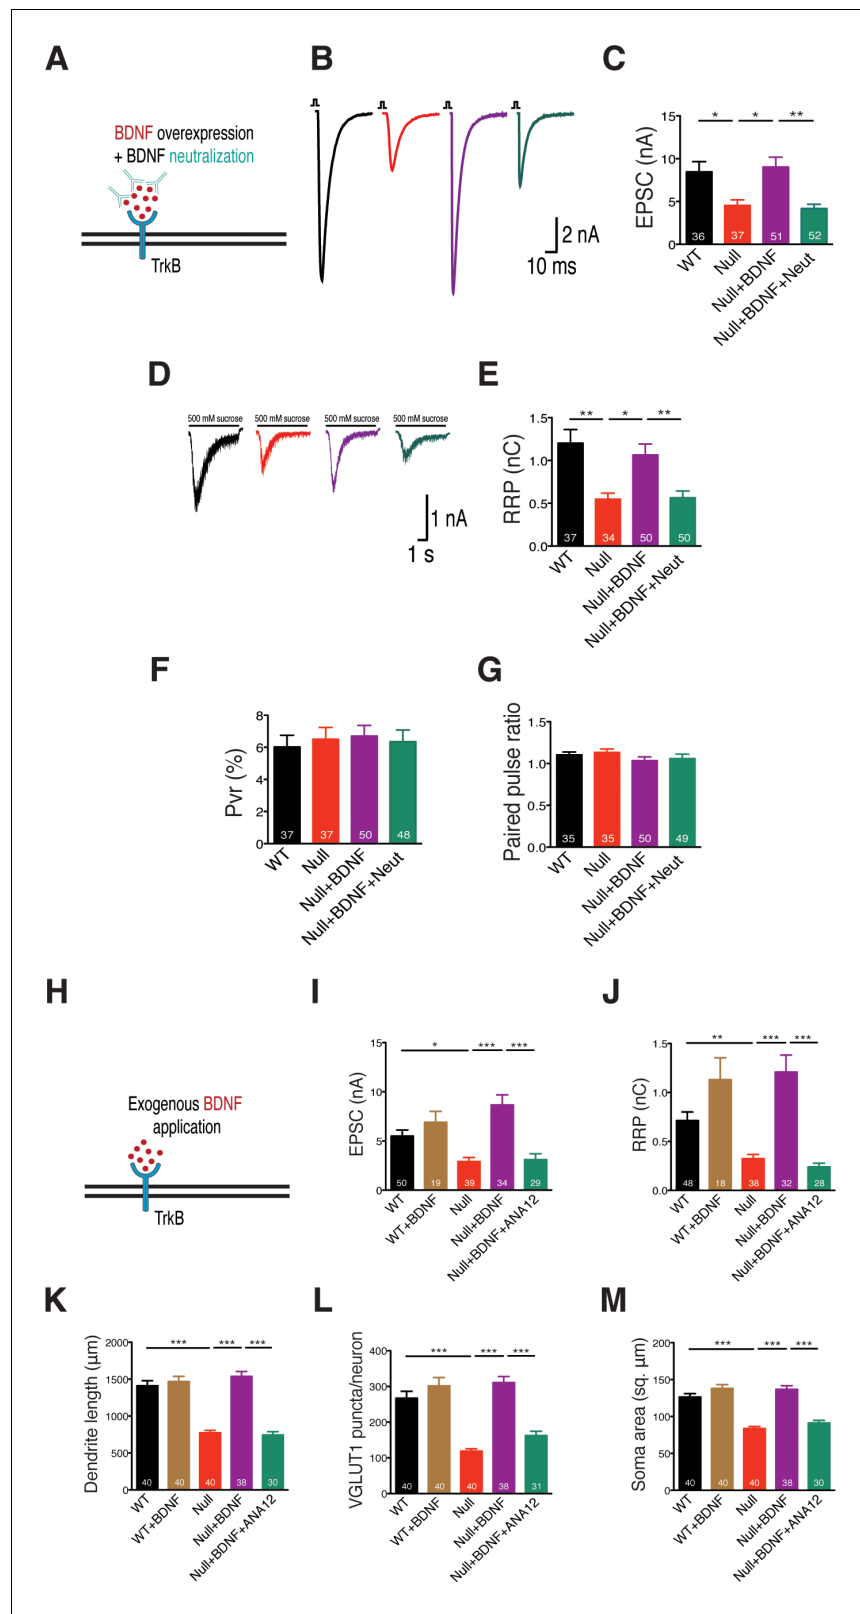 A
BDNF overexpression
+ BDNF neutralization
TrkB
B
2 nA
10 ms
C
EPSC (nA)
15
10
5
0
* * **
36 37 51 52
WT
Null
Null+BDNF
Null+BDNF+Neut
D
500 mM sucrose 500 mM sucrose 500 mM sucrose 500 mM sucrose
1 nA
1 s
E
RRP (nC)
1.5
1.0
0.5
0.0
** * **
37 34 50 50
WT
Null
Null+BDNF
Null+BDNF+Neut
F
Pvr (%)
8
6
4
2
0
37 37 50 48
WT
Null
Null+BDNF
Null+BDNF+Neut
G
Paired pulse ratio
1.5
1.0
0.5
0.0
35 35 50 49
WT
Null
Null+BDNF
Null+BDNF+Neut
H
Exogenous BDNF
application
TrkB
I
EPSC (nA)
15
10
5
0
* *** ***
50 19 39 34 29
WT
WT+BDNF
Null
Null+BDNF
Null+BDNF+ANA12
J
RRP (nC)
1.5
1.0
0.5
0.0
** *** ***
48 18 38 32 28
WT
WT+BDNF
Null
Null+BDNF
Null+BDNF+ANA12
K
Dendrite length (µm)
2000
1500
1000
500
0
*** *** ***
40 40 40 38 30
WT
WT+BDNF
Null
Null+BDNF
Null+BDNF+ANA12
L
VGLUT1 puncta/neuron
400
300
200
100
0
*** *** ***
40 40 40 38 31
WT
WT+BDNF
Null
Null+BDNF
Null+BDNF+ANA12
M
Soma area (sq. µm)
200
150
100
50
0
*** *** ***
40 40 40 38 30
WT
WT+BDNF
Null
Null+BDNF
Null+BDNF+ANA12